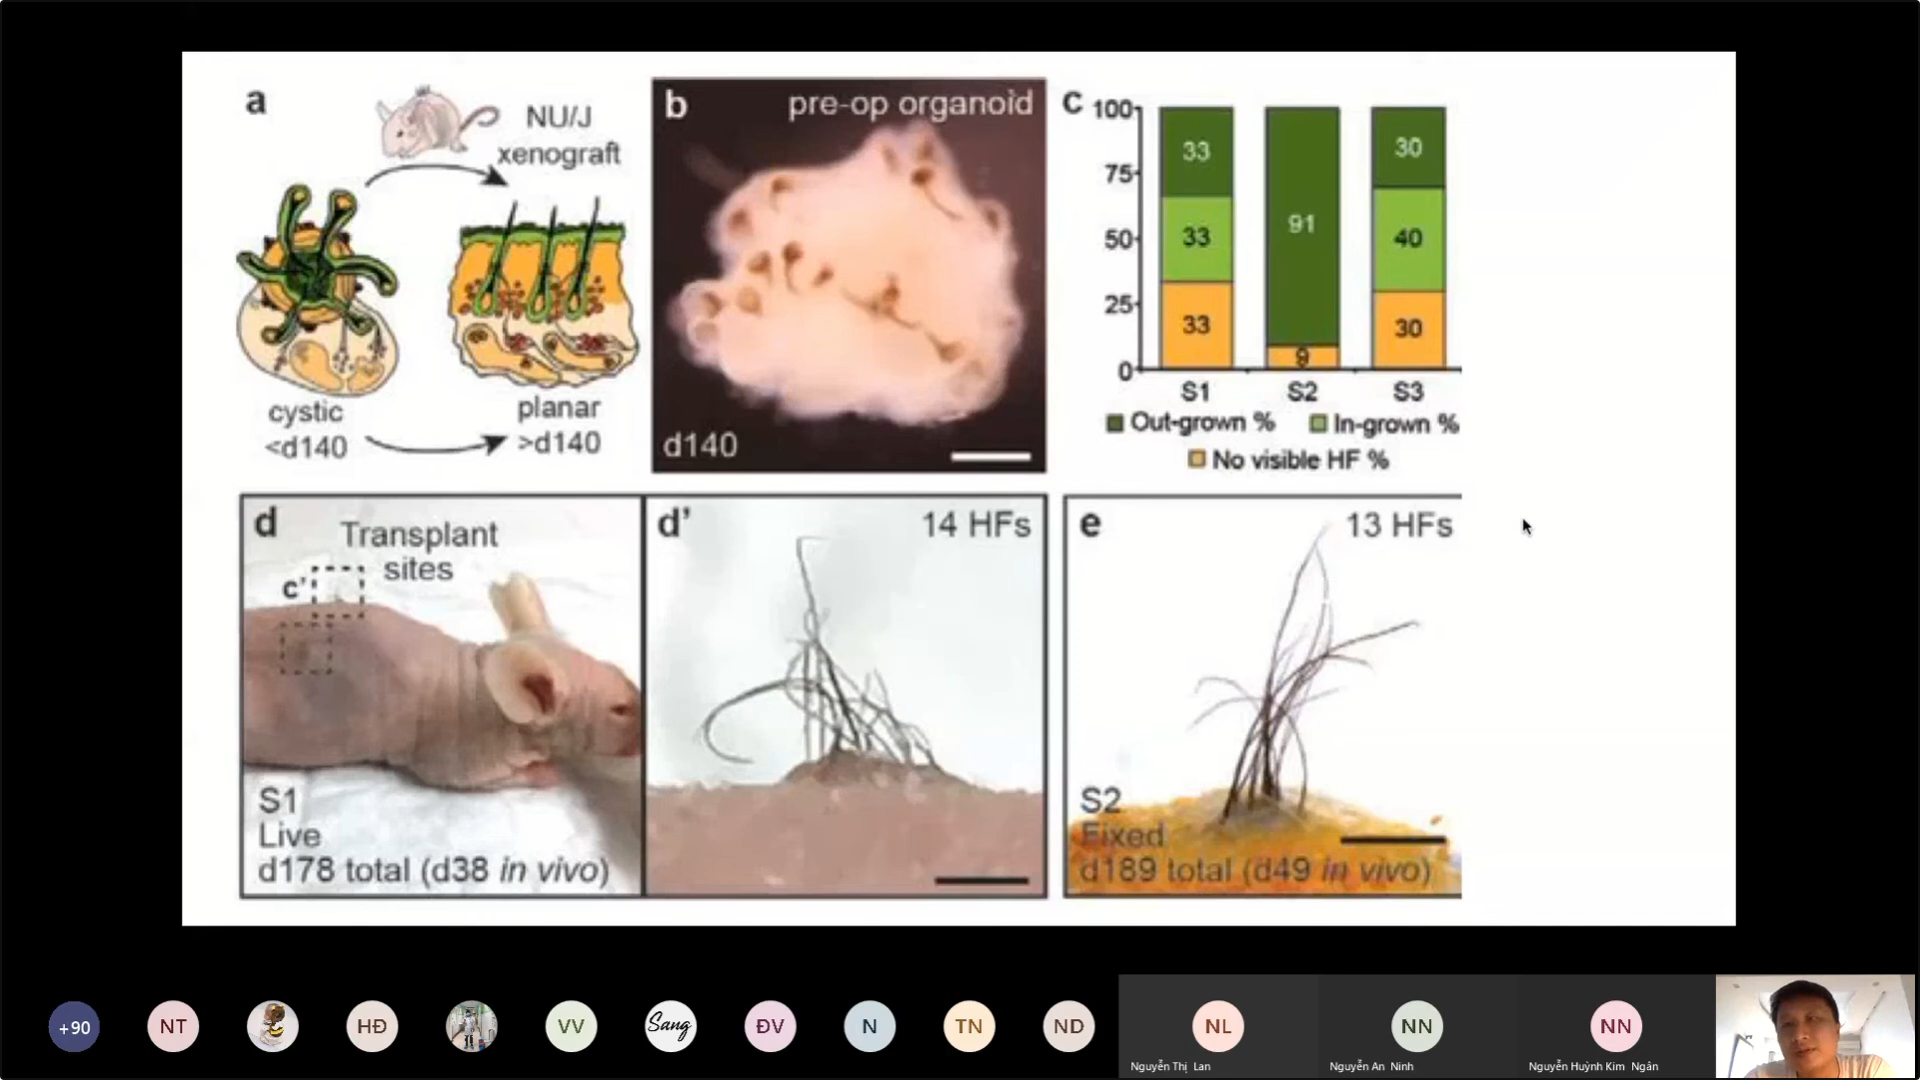 a
NU/J
xenograft
cystic
<d140
planar
>d140
b
pre-op organoid
d140
c
100
75
50
25
0
33
33
33
91
9
30
40
30
S1
S2
S3
Out-grown %
In-grown %
No visible HF %
d
Transplant
sites
c'
S1
Live
d178 total (d38 in vivo)
d’
14 HFs
e
13 HFs
S2
Fixed
d189 total (d49 in vivo)
+90
NT
HĐ
VV
Sang
ĐV
N
TN
ND
NL
Nguyễn Thị Lan
NN
Nguyễn An Ninh
NN
Nguyễn Huỳnh Kim Ngân